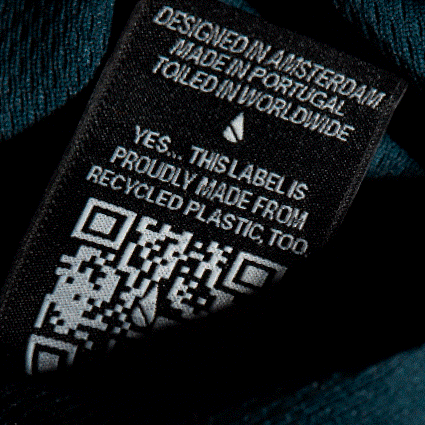 DESIGNED IN AMSTERDAM
MADE IN PORTUGAL
TOILED IN WORLDWIDE
YES... THIS LABEL IS
PROUDLY MADE FROM
RECYCLED PLASTIC, TOO.